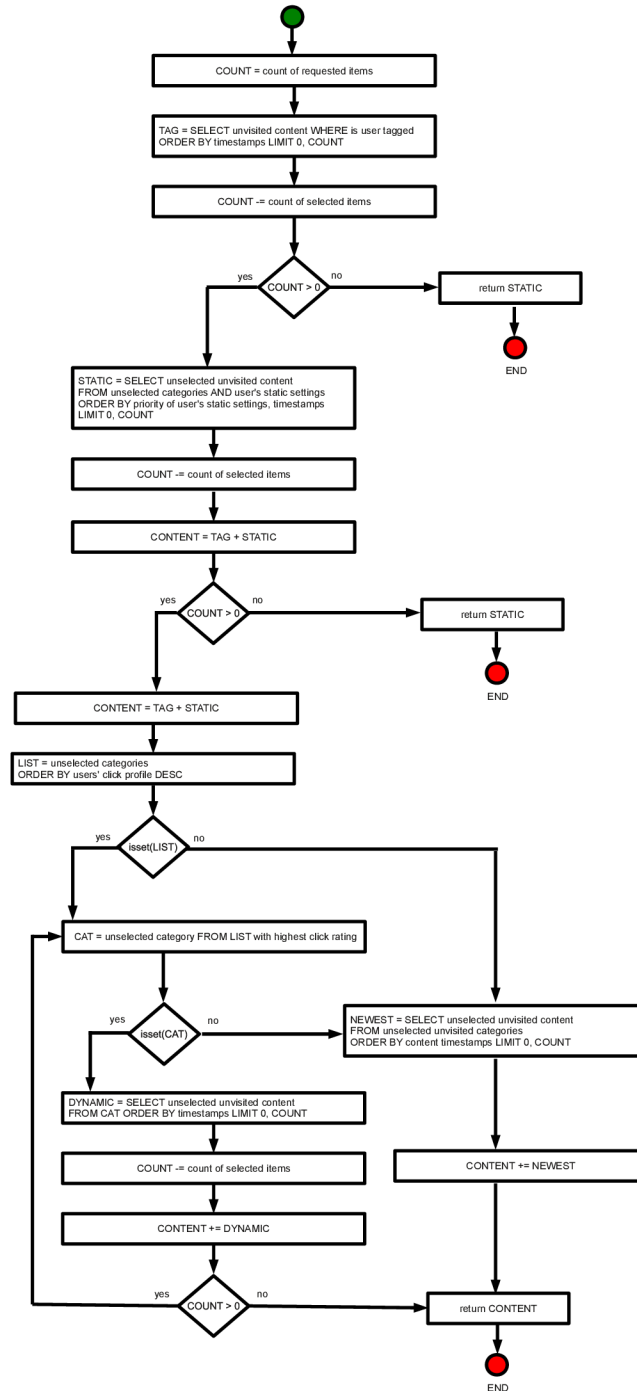 COUNT = count of requested items
TAG = SELECT unvisited content WHERE is user tagged
ORDER BY timestamps LIMIT 0, COUNT
COUNT -= count of selected items
yes
no
COUNT > 0
return STATIC
END
STATIC = SELECT unselected unvisited content
FROM unselected categories AND user's static settings
ORDER BY priority of user's static settings, timestamps
LIMIT 0, COUNT
COUNT -= count of selected items
CONTENT = TAG + STATIC
yes
no
COUNT > 0
return STATIC
END
CONTENT = TAG + STATIC
LIST = unselected categories
ORDER BY users' click profile DESC
yes
no
isset(LIST)
CAT = unselected category FROM LIST with highest click rating
yes
no
isset(CAT)
NEWEST = SELECT unselected unvisited content
FROM unselected unvisited categories
ORDER BY content timestamps LIMIT 0, COUNT
DYNAMIC = SELECT unselected unvisited content
FROM CAT ORDER BY timestamps LIMIT 0, COUNT
COUNT -= count of selected items
CONTENT += NEWEST
CONTENT += DYNAMIC
yes
no
COUNT > 0
return CONTENT
END